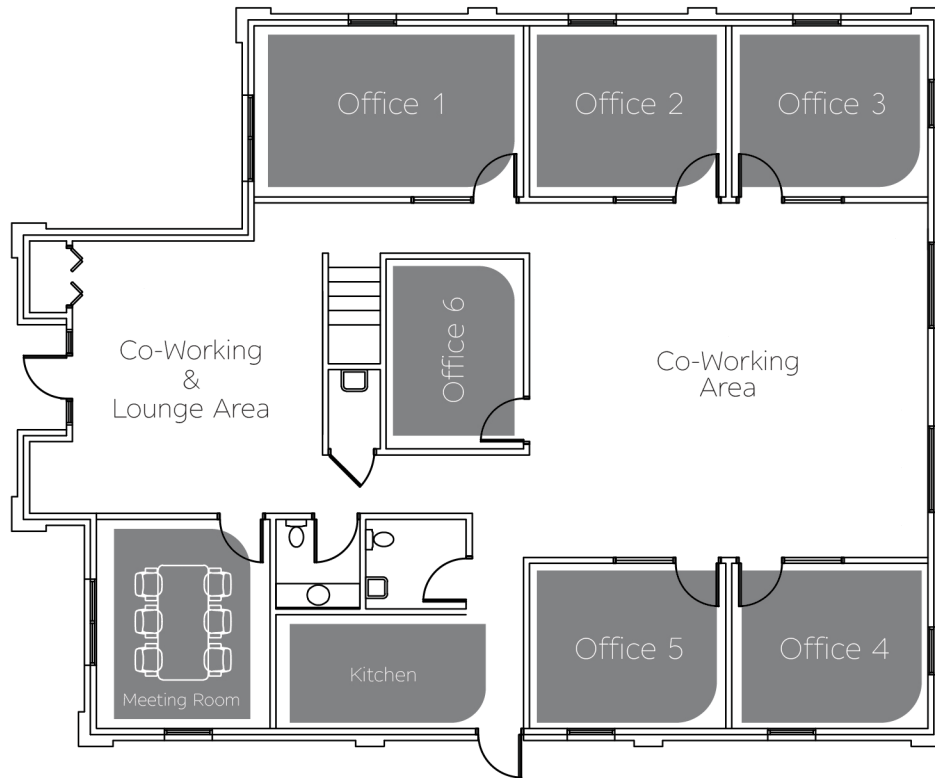 Office 1
Office 2
Office 3
Office 6
Co-Working
&
Lounge Area
Co-Working
Area
Office 5
Office 4
Kitchen
Meeting Room